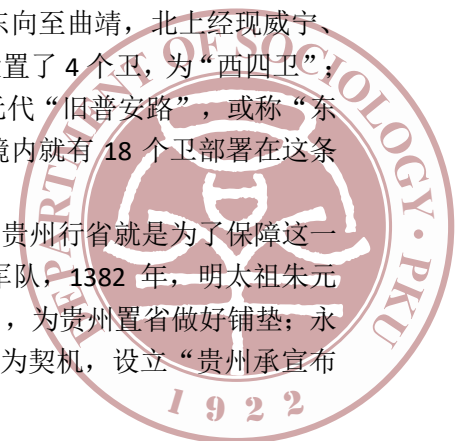 东向至曲靖，北上经现威宁、
置了 4 个卫，为“西四卫”；
元代“旧普安路”，或称“东
境内就有 18 个卫部署在这条
贵州行省就是为了保障这一
军队，1382 年，明太祖朱元
，为贵州置省做好铺垫；永
为契机，设立“贵州承宣布
DEPARTMENT OF SOCIOLOGY · PKU
1922